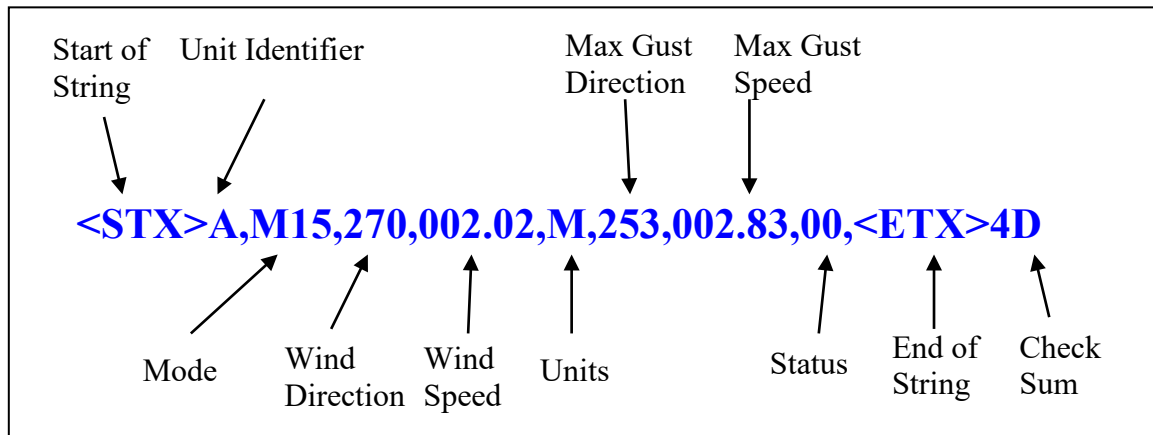 Start of
String
Unit Identifier
Max Gust
Direction
Max Gust
Speed
<STX>A,M15,270,002.02,M,253,002.83,00,<ETX>4D
Mode
Wind
Direction
Wind
Speed
Units
Status
End of
String
Check
Sum